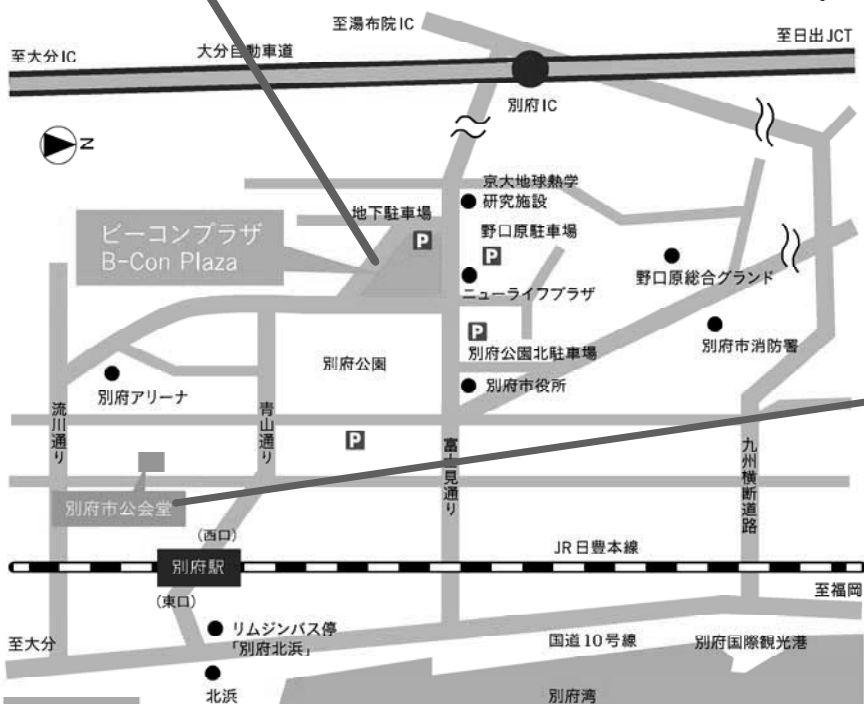 至湯布院IC
至日出JCT
至大分IC
大分自動車道
別府IC
N
京大地球熱学
研究施設
地下駐車場
P
野口原駐車場
P
ビーコンプラザ
B-Con Plaza
野口原総合グランド
ニューライフプラザ
P
別府公園北駐車場
別府市消防署
別府公園
別府アリーナ
別府市役所
流川通り
青山通り
P
富士見通り
九州横断道路
別府市公会堂
(西口)
別府駅
(東口)
JR日豊本線
至福岡
至大分
リムジンバス停
「別府北浜」
国道10号線
別府国際観光港
北浜
別府湾